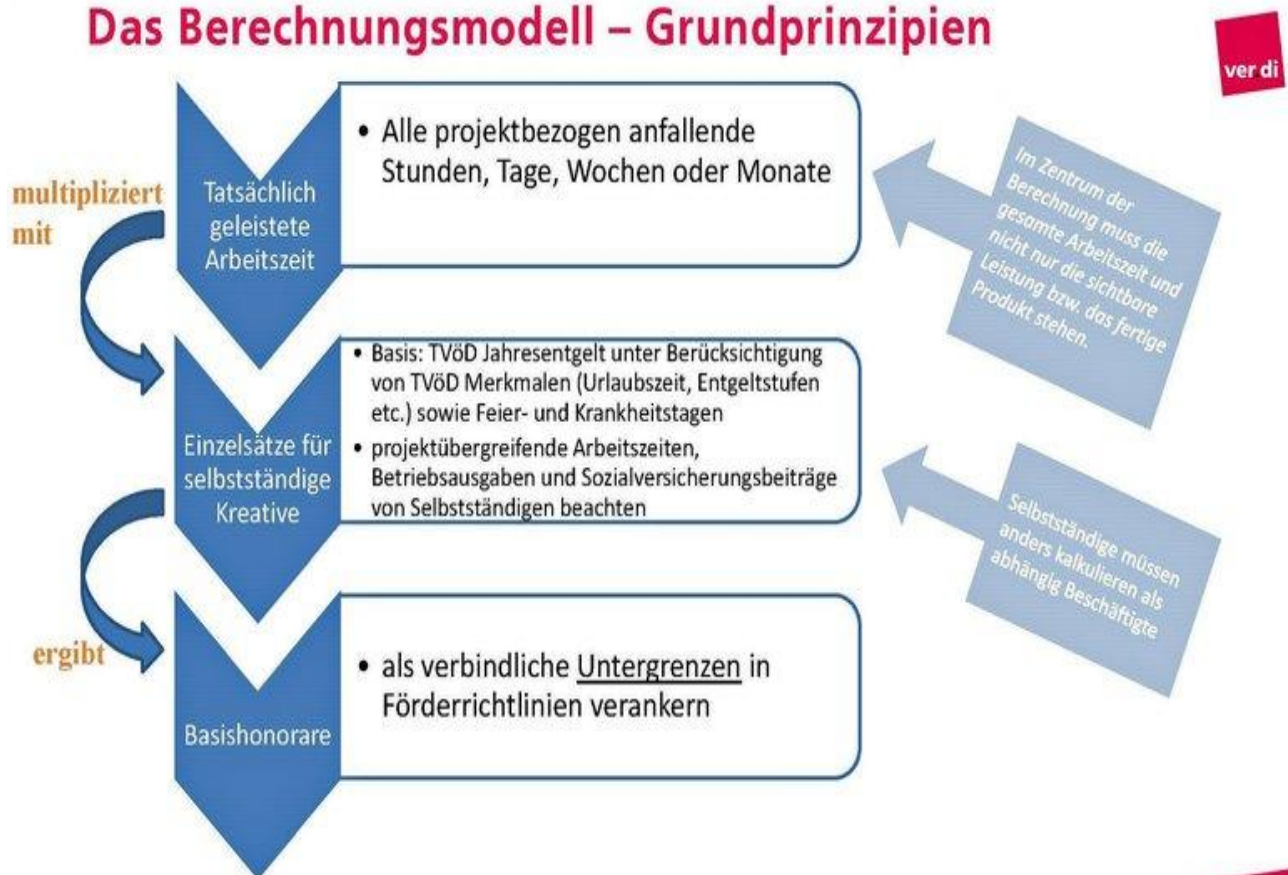 Das Berechnungsmodell – Grundprinzipien
ver.di
multipliziert
mit
Tatsächlich
geleistete
Arbeitszeit
• Alle projektbezogen anfallende
Stunden, Tage, Wochen oder Monate
Im Zentrum der
Berechnung muss die
gesamte Arbeitszeit und
nicht nur die sichtbare
Leistung bzw. das fertige
Produkt stehen.
Einzelsätze für
selbstständige
Kreative
• Basis: TVöD Jahresentgelt unter Berücksichtigung
von TVöD Merkmalen (Urlaubszeit, Entgeltstufen
etc.) sowie Feier- und Krankheitstagen
• projektübergreifende Arbeitszeiten,
Betriebsausgaben und Sozialversicherungsbeiträge
von Selbstständigen beachten
Selbstständige müssen
anders kalkulieren als
abhängig Beschäftigte
ergibt
Basishonorare
• als verbindliche Untergrenzen in
Förderrichtlinien verankern